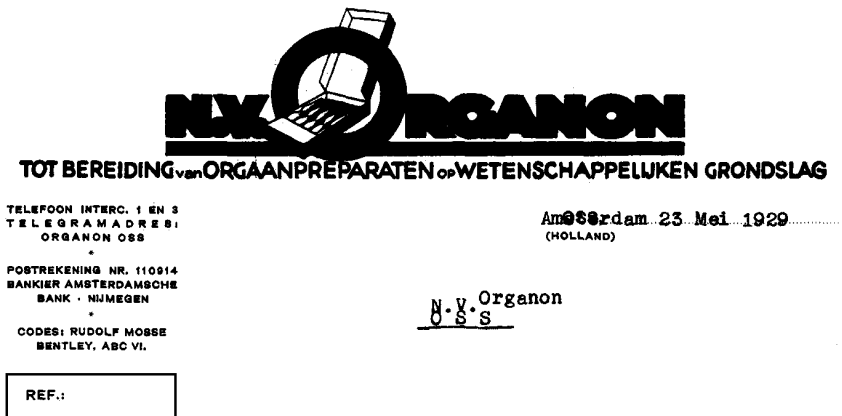 N.V. ORGANON
TOT BEREIDING van ORGAANPREPARATEN OP WETENSCHAPPELIJKEN GRONDSLAG
TELEFOON INTERC. 1 EN 3
TELEGRAMADRES:
ORGANON OSS
*
POSTREKENING NR. 110914
BANKIER AMSTERDAMSCHE
BANK - NIJMEGEN
*
CODES: RUDOLF MOSSE
BENTLEY, ABC VI.
REF.:
Amsterdam 23 Mei 1929
(HOLLAND)
N.V. Organon
O S S